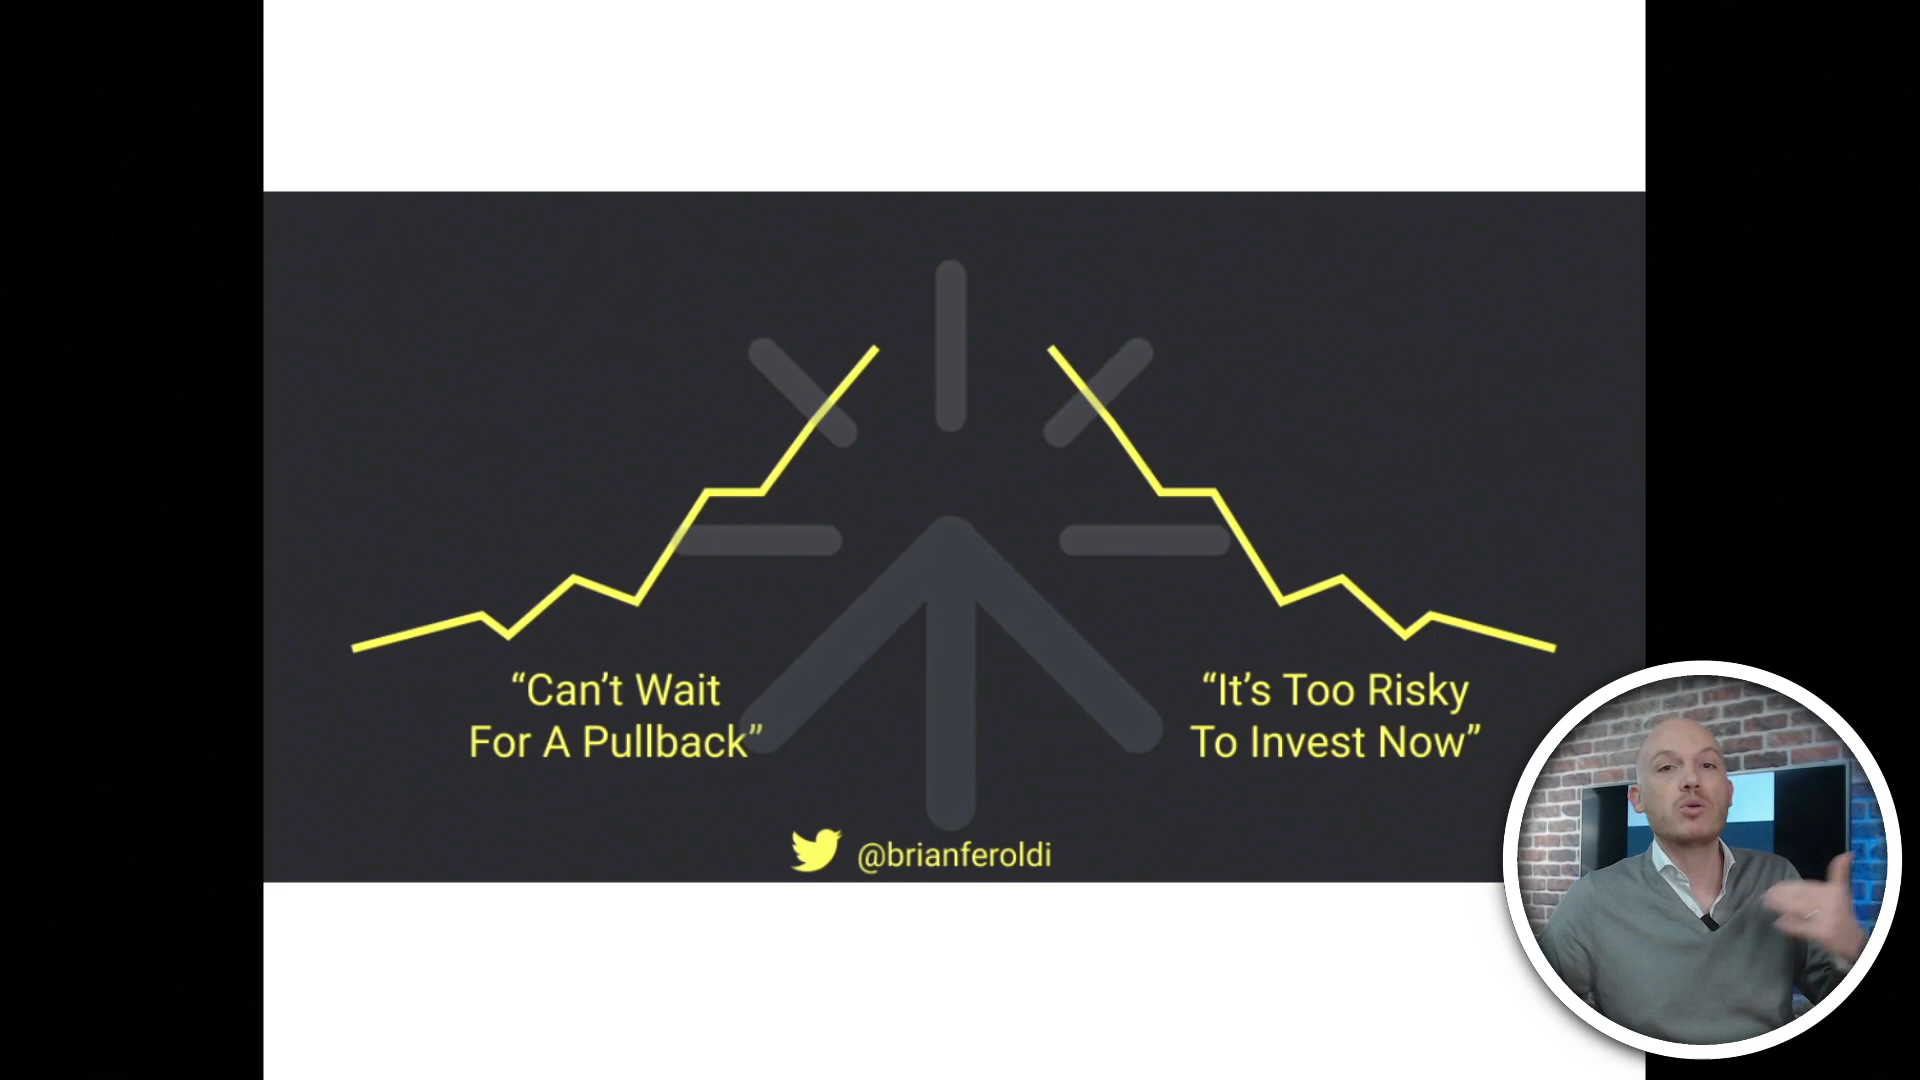 “Can’t Wait
For A Pullback”
“It’s Too Risky
To Invest Now”
@brianferoldi